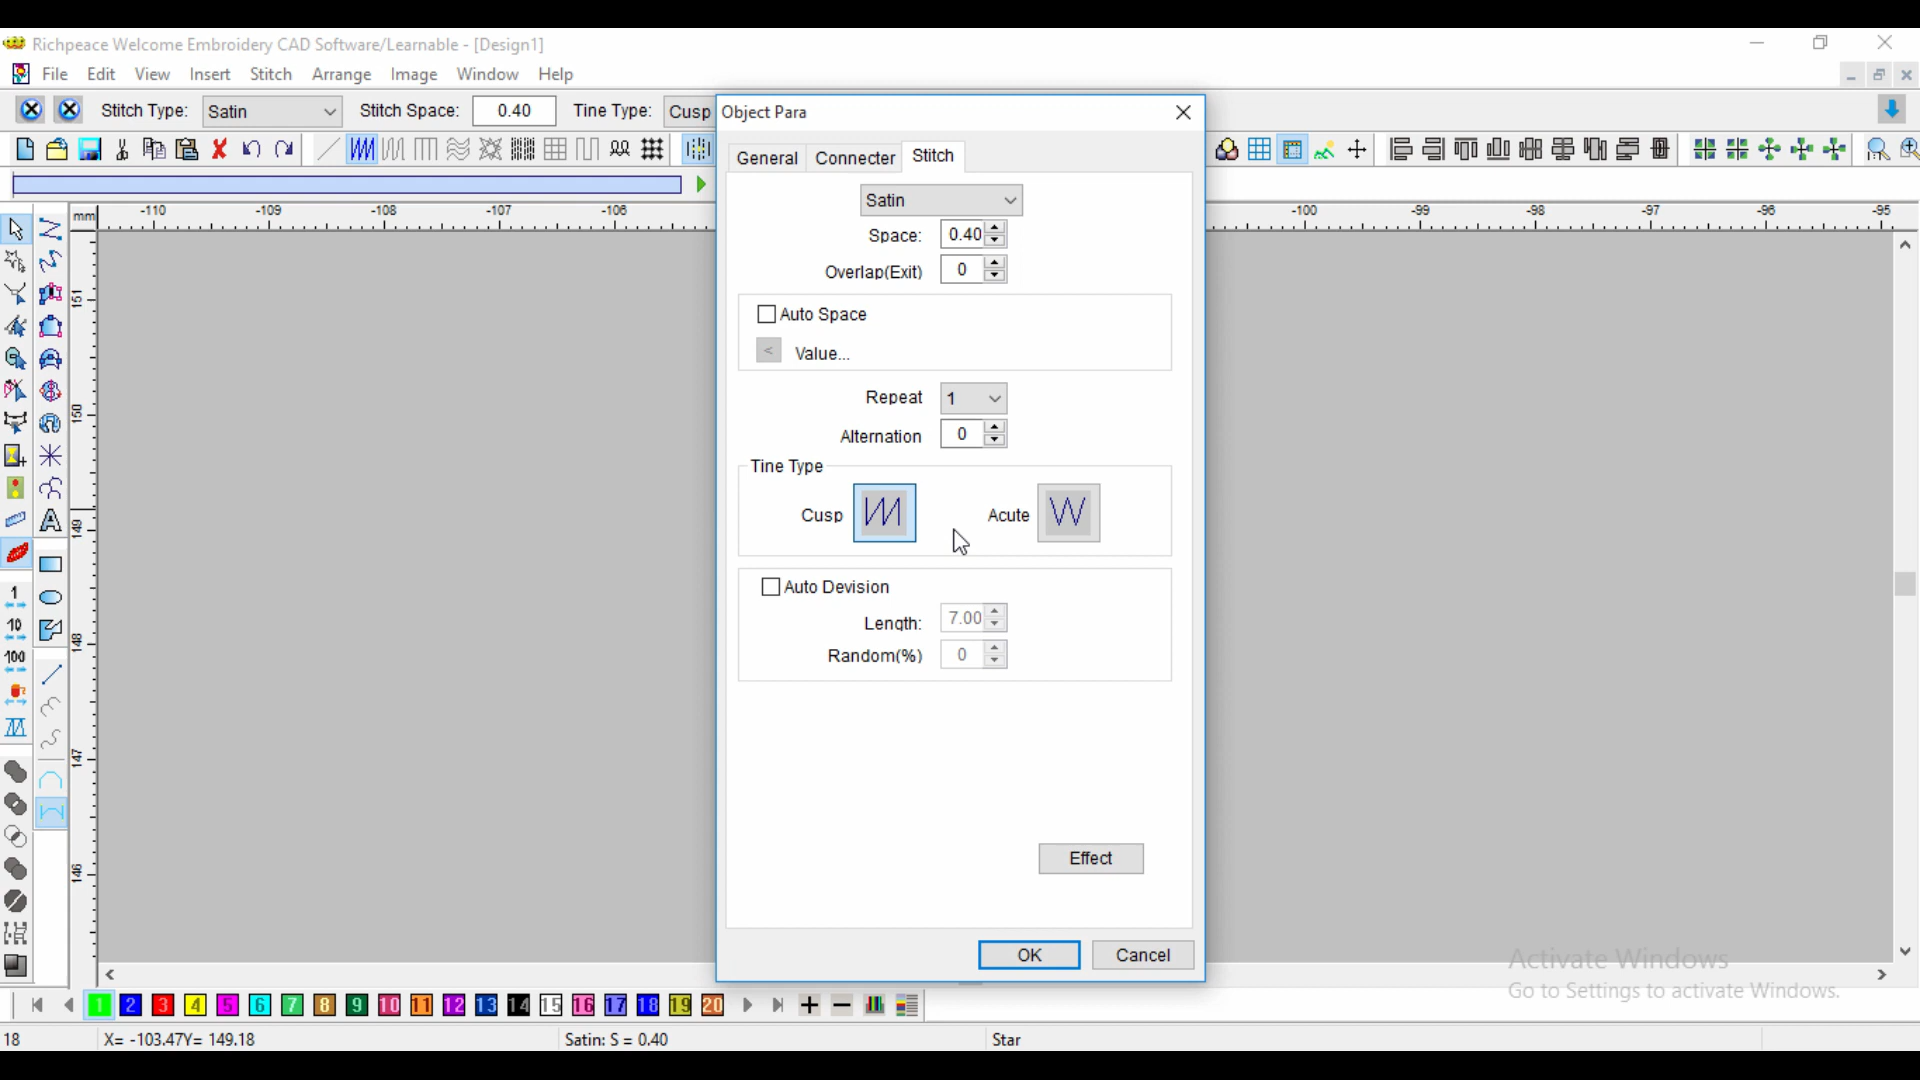 Richpeace Welcome Embroidery CAD Software/Learnable - [Design1]
File Edit View Insert Stitch Arrange Image Window Help
Stitch Type: Satin Stitch Space: 0.40 Tine Type: Cusp
Object Para
General Connecter Stitch
mm -110 -109 -108 -107 -106 -100 -99 -98 -97 -96 -95
Satin
Space: 0.40
Overlap(Exit) 0
Auto Space
< Value...
Repeat 1
Alternation 0
Tine Type
Cusp Acute
Auto Devision
Length: 7.00
Random(%) 0
Effect
OK Cancel
151
150
149
148
147
146
1
10
100
A
Activate Windows
Go to Settings to activate Windows.
1 2 3 4 5 6 7 8 9 10 11 12 13 14 15 16 17 18 19 20
18 X= -103.47Y= 149.18 Satin: S = 0.40 Star